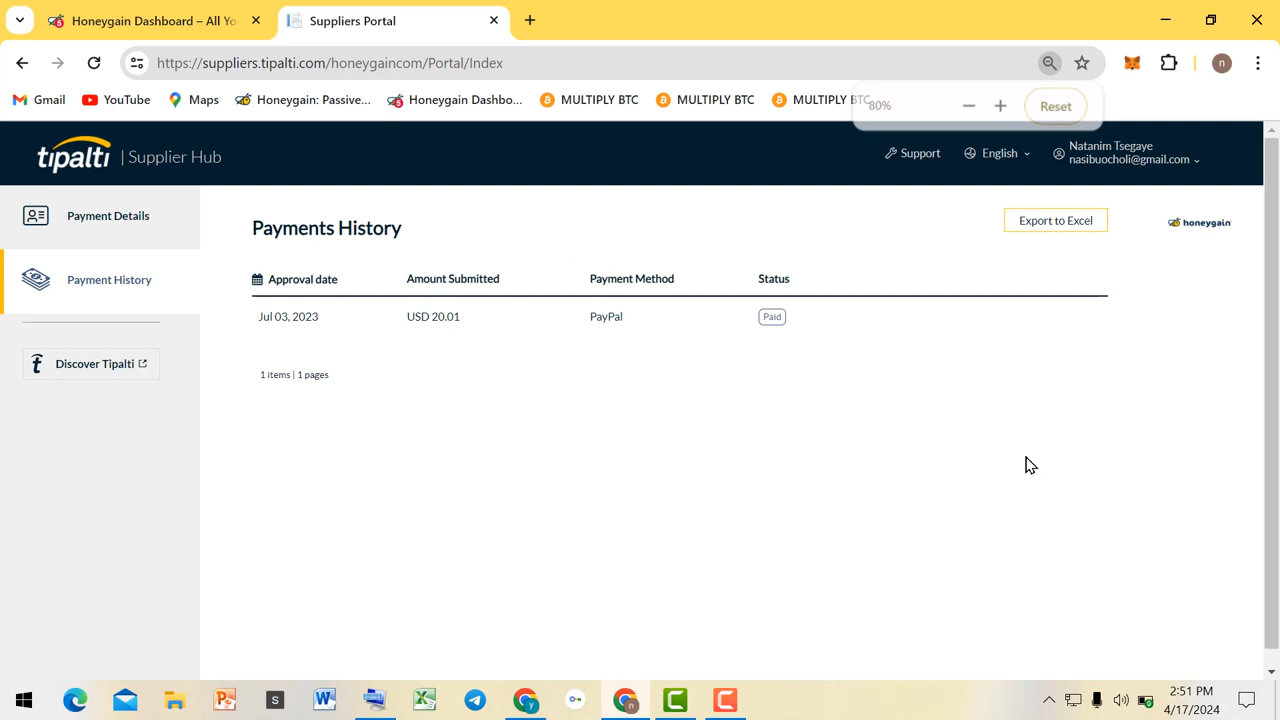 Honeygain Dashboard – All Yo
Suppliers Portal
https://suppliers.tipalti.com/honeygaincom/Portal/Index
Gmail YouTube Maps Honeygain: Passive... Honeygain Dashbo... MULTIPLY BTC MULTIPLY BTC MULTIPLY BTC
80% Reset
tipalti | Supplier Hub
Support English Natanim Tsegaye
nasibuocholi@gmail.com
Payment Details
Payment History
Discover Tipalti
Payments History
Export to Excel
honeygain
Approval date Amount Submitted Payment Method Status
Jul 03, 2023 USD 20.01 PayPal Paid
1 items | 1 pages
2:51 PM
4/17/2024